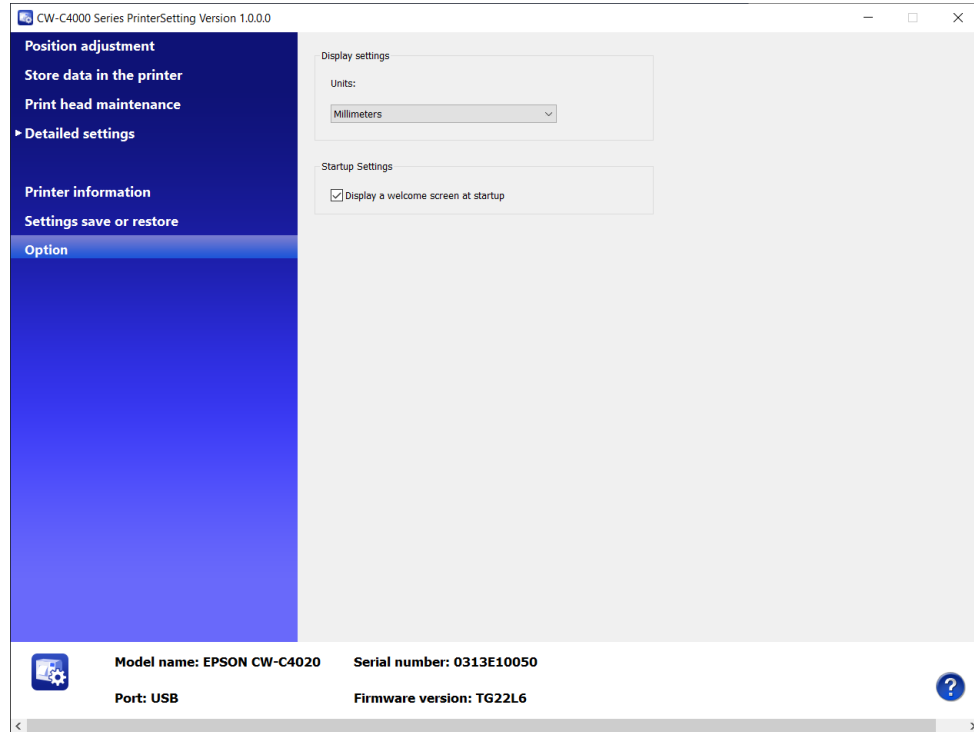 CW-C4000 Series PrinterSetting Version 1.0.0.0
Position adjustment
Store data in the printer
Print head maintenance
Detailed settings
Printer information
Settings save or restore
Option
Display settings
Units:
Millimeters
Startup Settings
Display a welcome screen at startup
Model name: EPSON CW-C4020
Serial number: 0313E10050
Port: USB
Firmware version: TG22L6
?